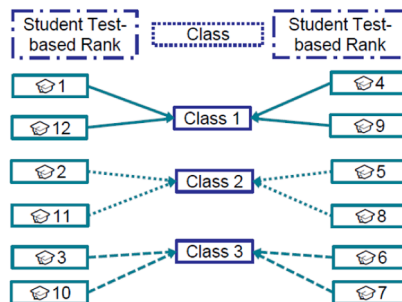 Student Test-
based Rank
Class
Student Test-
based Rank
1
4
12
Class 1
9
2
5
Class 2
11
8
3
Class 3
6
10
7